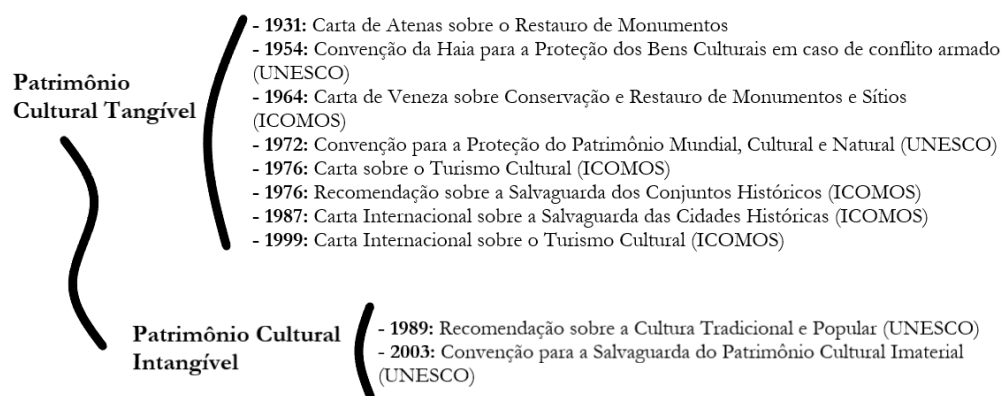 Patrimônio
Cultural Tangível
- 1931: Carta de Atenas sobre o Restauro de Monumentos
- 1954: Convenção da Haia para a Proteção dos Bens Culturais em caso de conflito armado
(UNESCO)
- 1964: Carta de Veneza sobre Conservação e Restauro de Monumentos e Sítios
(ICOMOS)
- 1972: Convenção para a Proteção do Patrimônio Mundial, Cultural e Natural (UNESCO)
- 1976: Carta sobre o Turismo Cultural (ICOMOS)
- 1976: Recomendação sobre a Salvaguarda dos Conjuntos Históricos (ICOMOS)
- 1987: Carta Internacional sobre a Salvaguarda das Cidades Históricas (ICOMOS)
- 1999: Carta Internacional sobre o Turismo Cultural (ICOMOS)
Patrimônio Cultural
Intangível
- 1989: Recomendação sobre a Cultura Tradicional e Popular (UNESCO)
- 2003: Convenção para a Salvaguarda do Patrimônio Cultural Imaterial
(UNESCO)